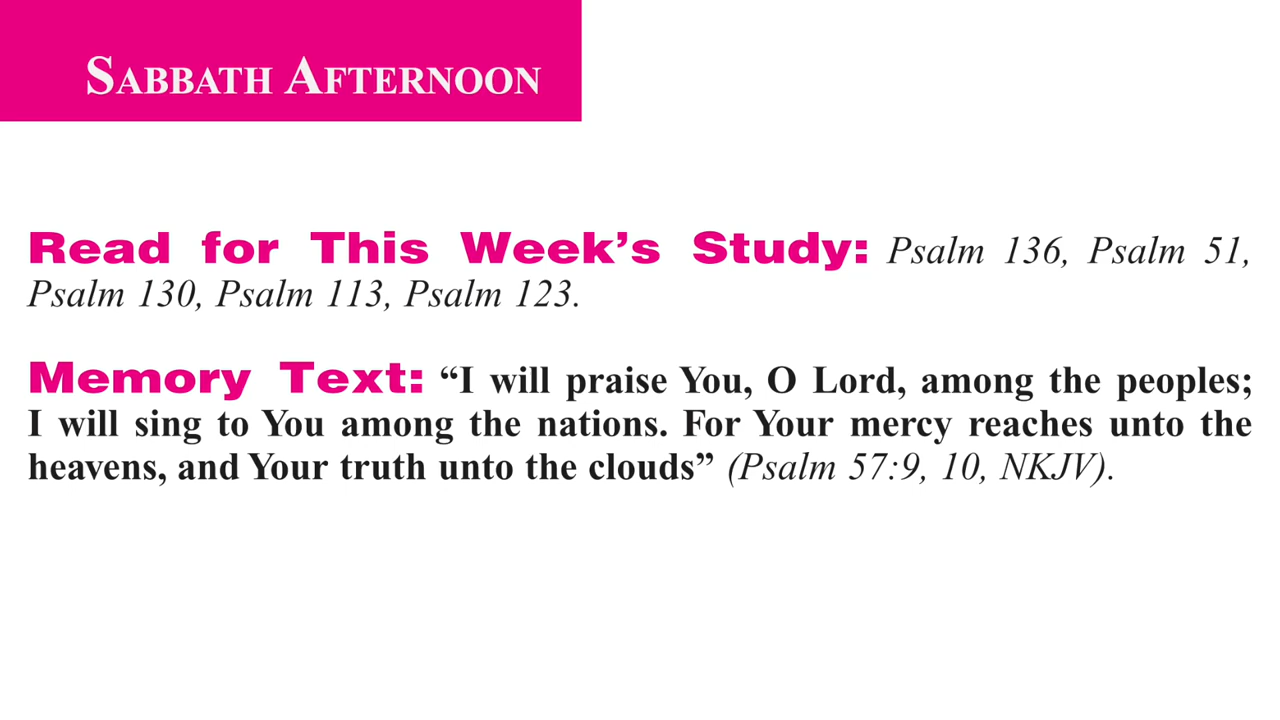 SABBATH AFTERNOON
Read for This Week’s Study: Psalm 136, Psalm 51,
Psalm 130, Psalm 113, Psalm 123.
Memory Text: “I will praise You, O Lord, among the peoples;
I will sing to You among the nations. For Your mercy reaches unto the
heavens, and Your truth unto the clouds” (Psalm 57:9, 10, NKJV).